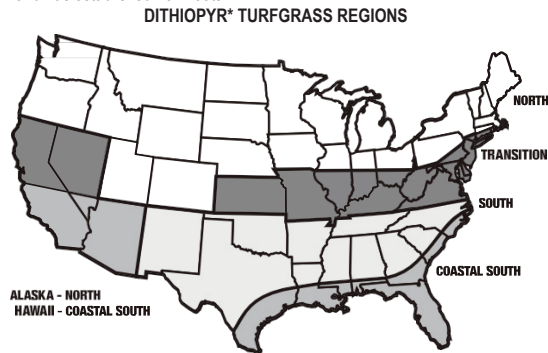 DITHIOPYR* TURFGRASS REGIONS
NORTH
TRANSITION
SOUTH
COASTAL SOUTH
ALASKA - NORTH
HAWAII - COASTAL SOUTH